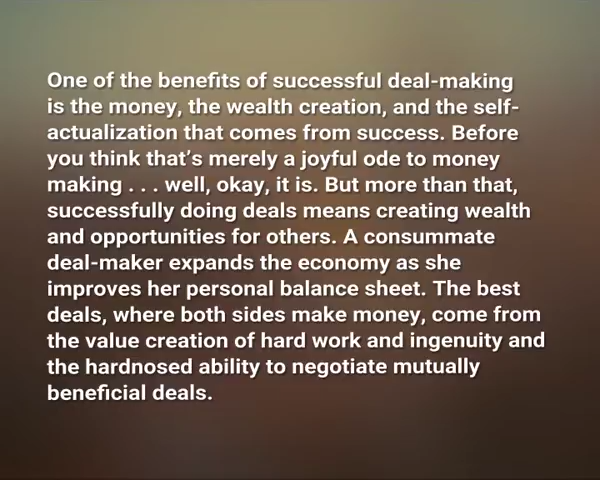 One of the benefits of successful deal-making
is the money, the wealth creation, and the self-
actualization that comes from success. Before
you think that’s merely a joyful ode to money
making . . . well, okay, it is. But more than that,
successfully doing deals means creating wealth
and opportunities for others. A consummate
deal-maker expands the economy as she
improves her personal balance sheet. The best
deals, where both sides make money, come from
the value creation of hard work and ingenuity and
the hardnosed ability to negotiate mutually
beneficial deals.